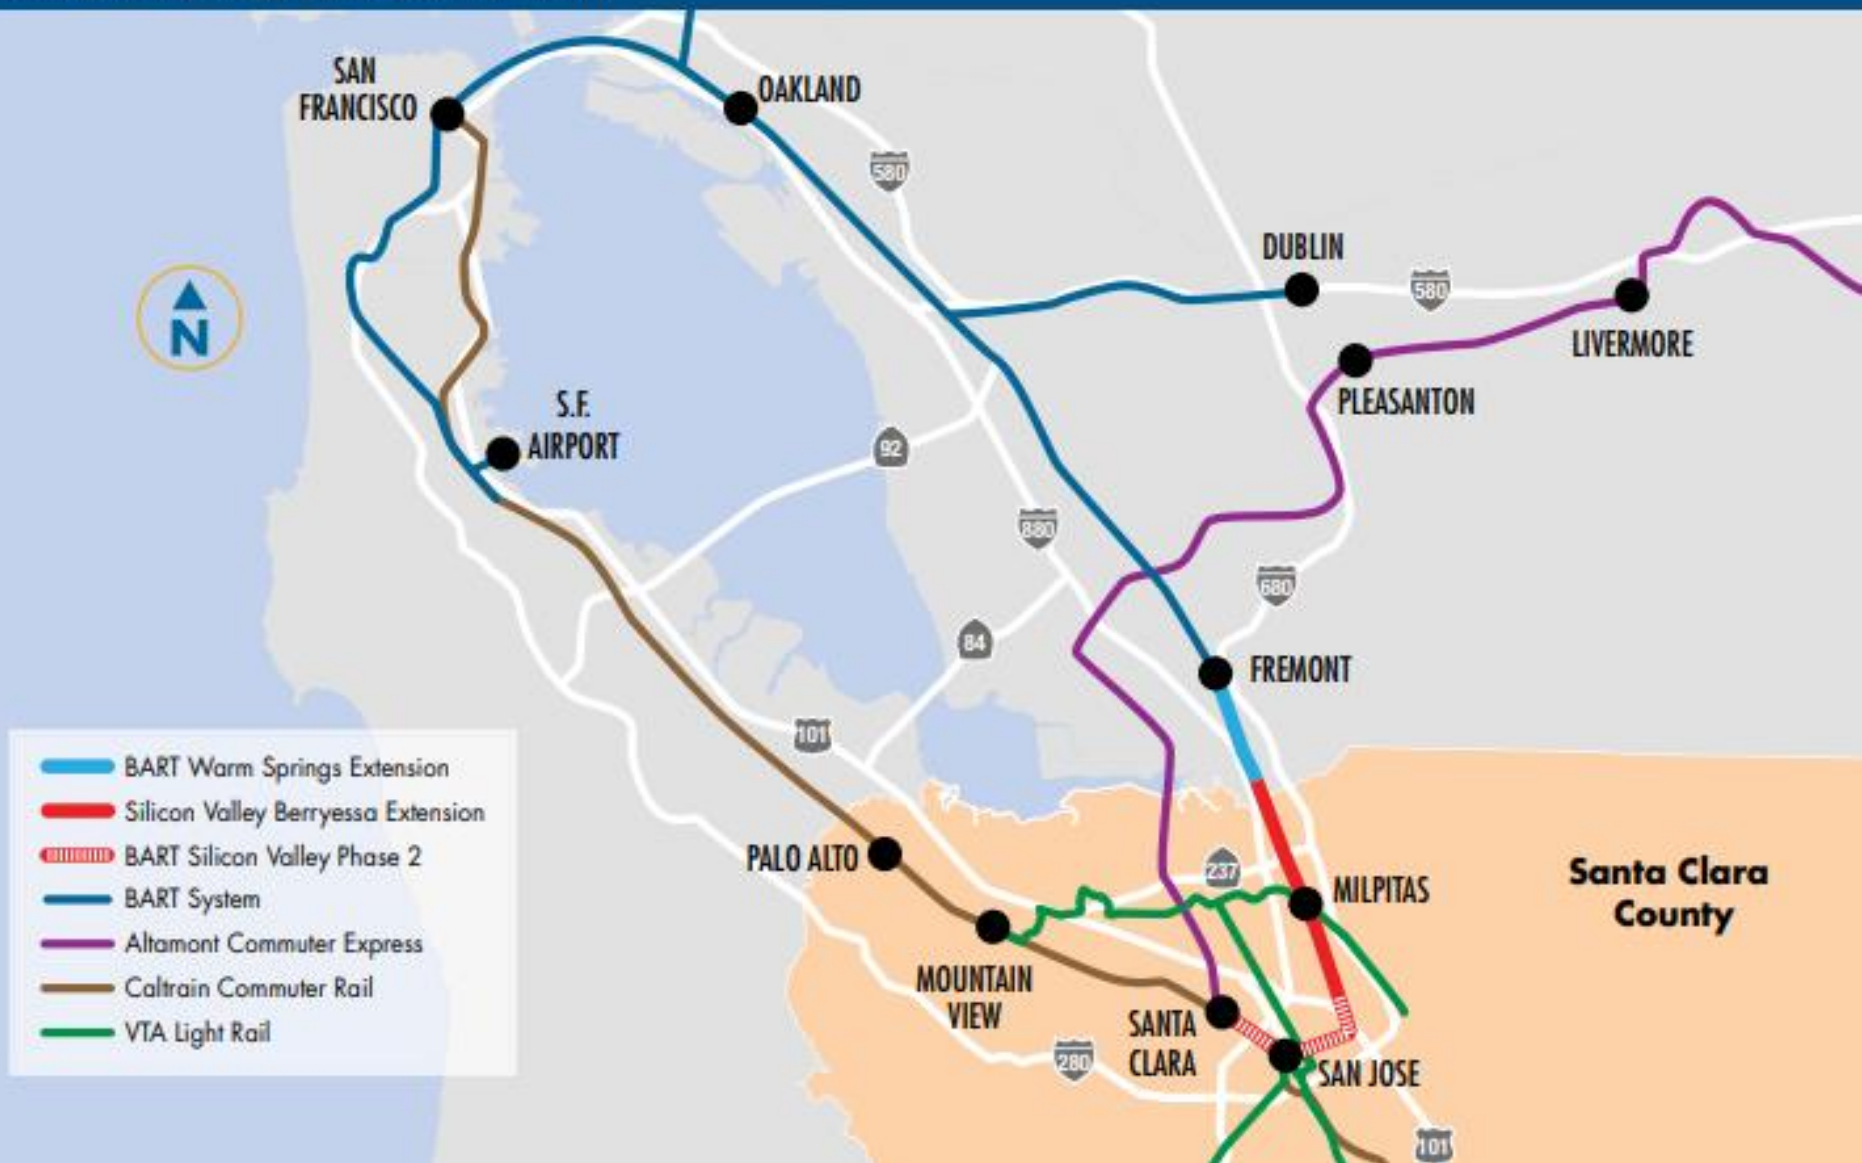 SAN
FRANCISCO
OAKLAND
580
DUBLIN
580
LIVERMORE
PLEASANTON
N
S.F.
AIRPORT
92
880
680
84
FREMONT
101
BART Warm Springs Extension
Silicon Valley Berryessa Extension
BART Silicon Valley Phase 2
BART System
Altamont Commuter Express
Caltrain Commuter Rail
VTA Light Rail
PALO ALTO
237
MILPITAS
Santa Clara
County
MOUNTAIN
VIEW
SANTA
CLARA
280
SAN JOSE
101